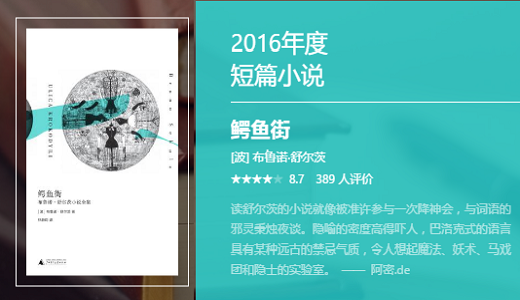 2016年度
短篇小说
鳄鱼街
[波] 布鲁诺·舒尔茨
8.7 389 人评价
读舒尔茨的小说就像被准许参与一次降神会，与词语的
邪灵秉烛夜谈。隐喻的密度高得吓人，巴洛克式的语言
具有某种远古的禁忌气质，令人想起魔法、妖术、马戏
团和隐士的实验室。 —— 阿密.de
ULICA KROKODYLI
Bruno Schulz
鳄鱼街